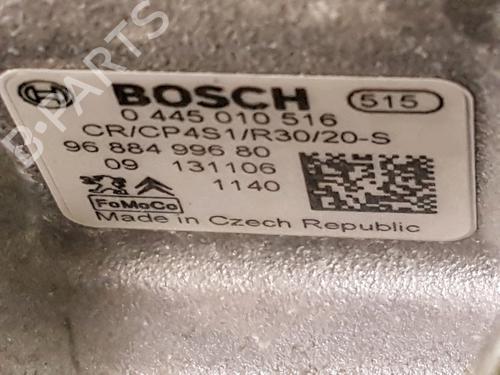 BOSCH 515
0 445 010 516
CR/CP4S1/R30/20-S
96 884 996 80
09 131106
1140
FoMoCo
Made in Czech Republic
B-PARTS